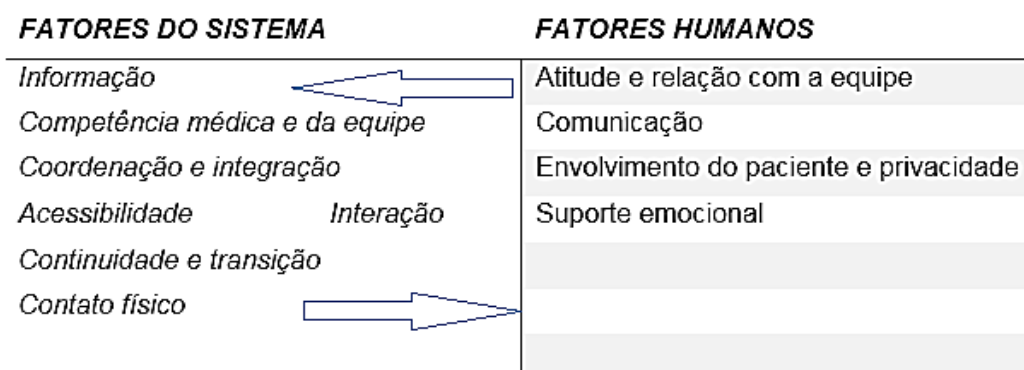 FATORES DO SISTEMA FATORES HUMANOS
Informação Atitude e relação com a equipe
Competência médica e da equipe Comunicação
Coordenação e integração Envolvimento do paciente e privacidade
Acessibilidade Interação Suporte emocional
Continuidade e transição
Contato físico